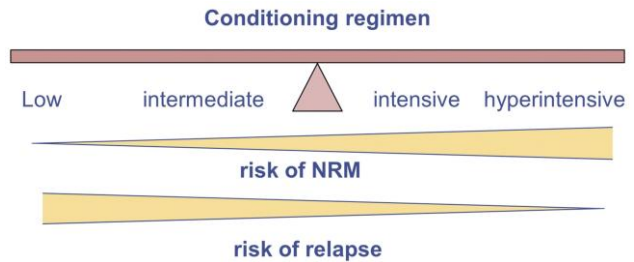 Conditioning regimen
Low intermediate intensive hyperintensive
risk of NRM
risk of relapse